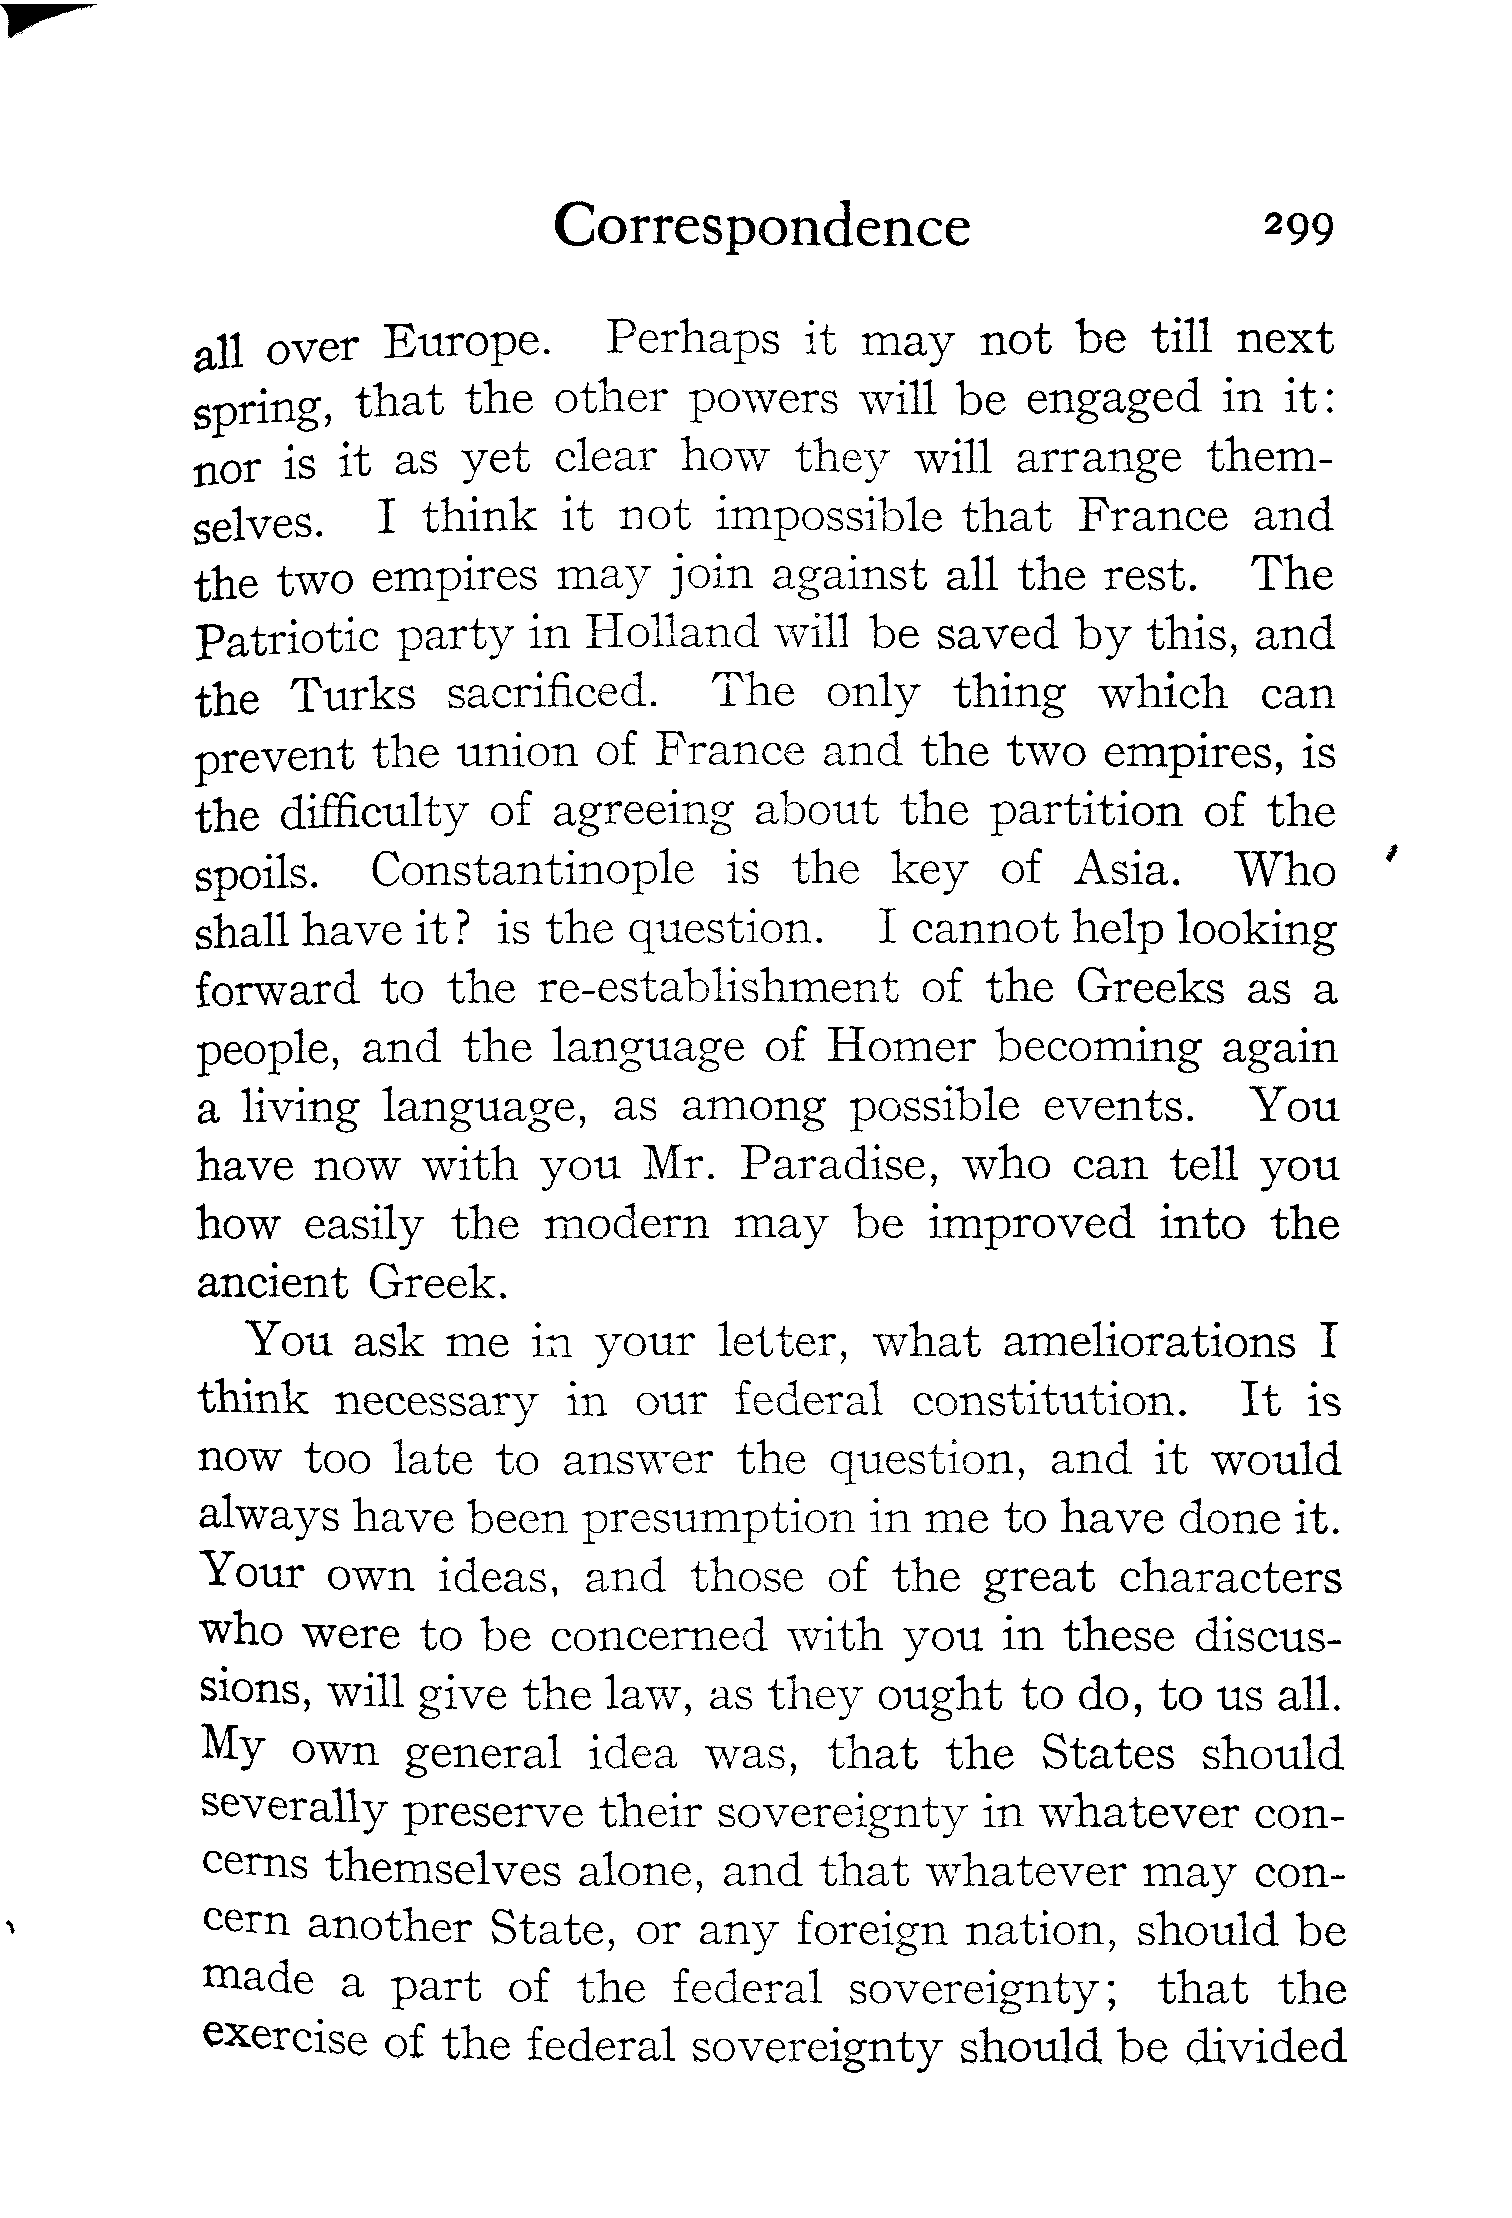 Correspondence 299
all over Europe. Perhaps it may not be till next
spring, that the other powers will be engaged in it:
nor is it as yet clear how they will arrange them-
selves. I think it not impossible that France and
the two empires may join against all the rest. The
Patriotic party in Holland will be saved by this, and
the Turks sacrificed. The only thing which can
prevent the union of France and the two empires, is
the difficulty of agreeing about the partition of the
spoils. Constantinople is the key of Asia. Who
shall have it? is the question. I cannot help looking
forward to the re-establishment of the Greeks as a
people, and the language of Homer becoming again
a living language, as among possible events. You
have now with you Mr. Paradise, who can tell you
how easily the modern may be improved into the
ancient Greek.
You ask me in your letter, what ameliorations I
think necessary in our federal constitution. It is
now too late to answer the question, and it would
always have been presumption in me to have done it.
Your own ideas, and those of the great characters
who were to be concerned with you in these discus-
sions, will give the law, as they ought to do, to us all.
My own general idea was, that the States should
severally preserve their sovereignty in whatever con-
cerns themselves alone, and that whatever may con-
cern another State, or any foreign nation, should be
made a part of the federal sovereignty; that the
exercise of the federal sovereignty should be divided